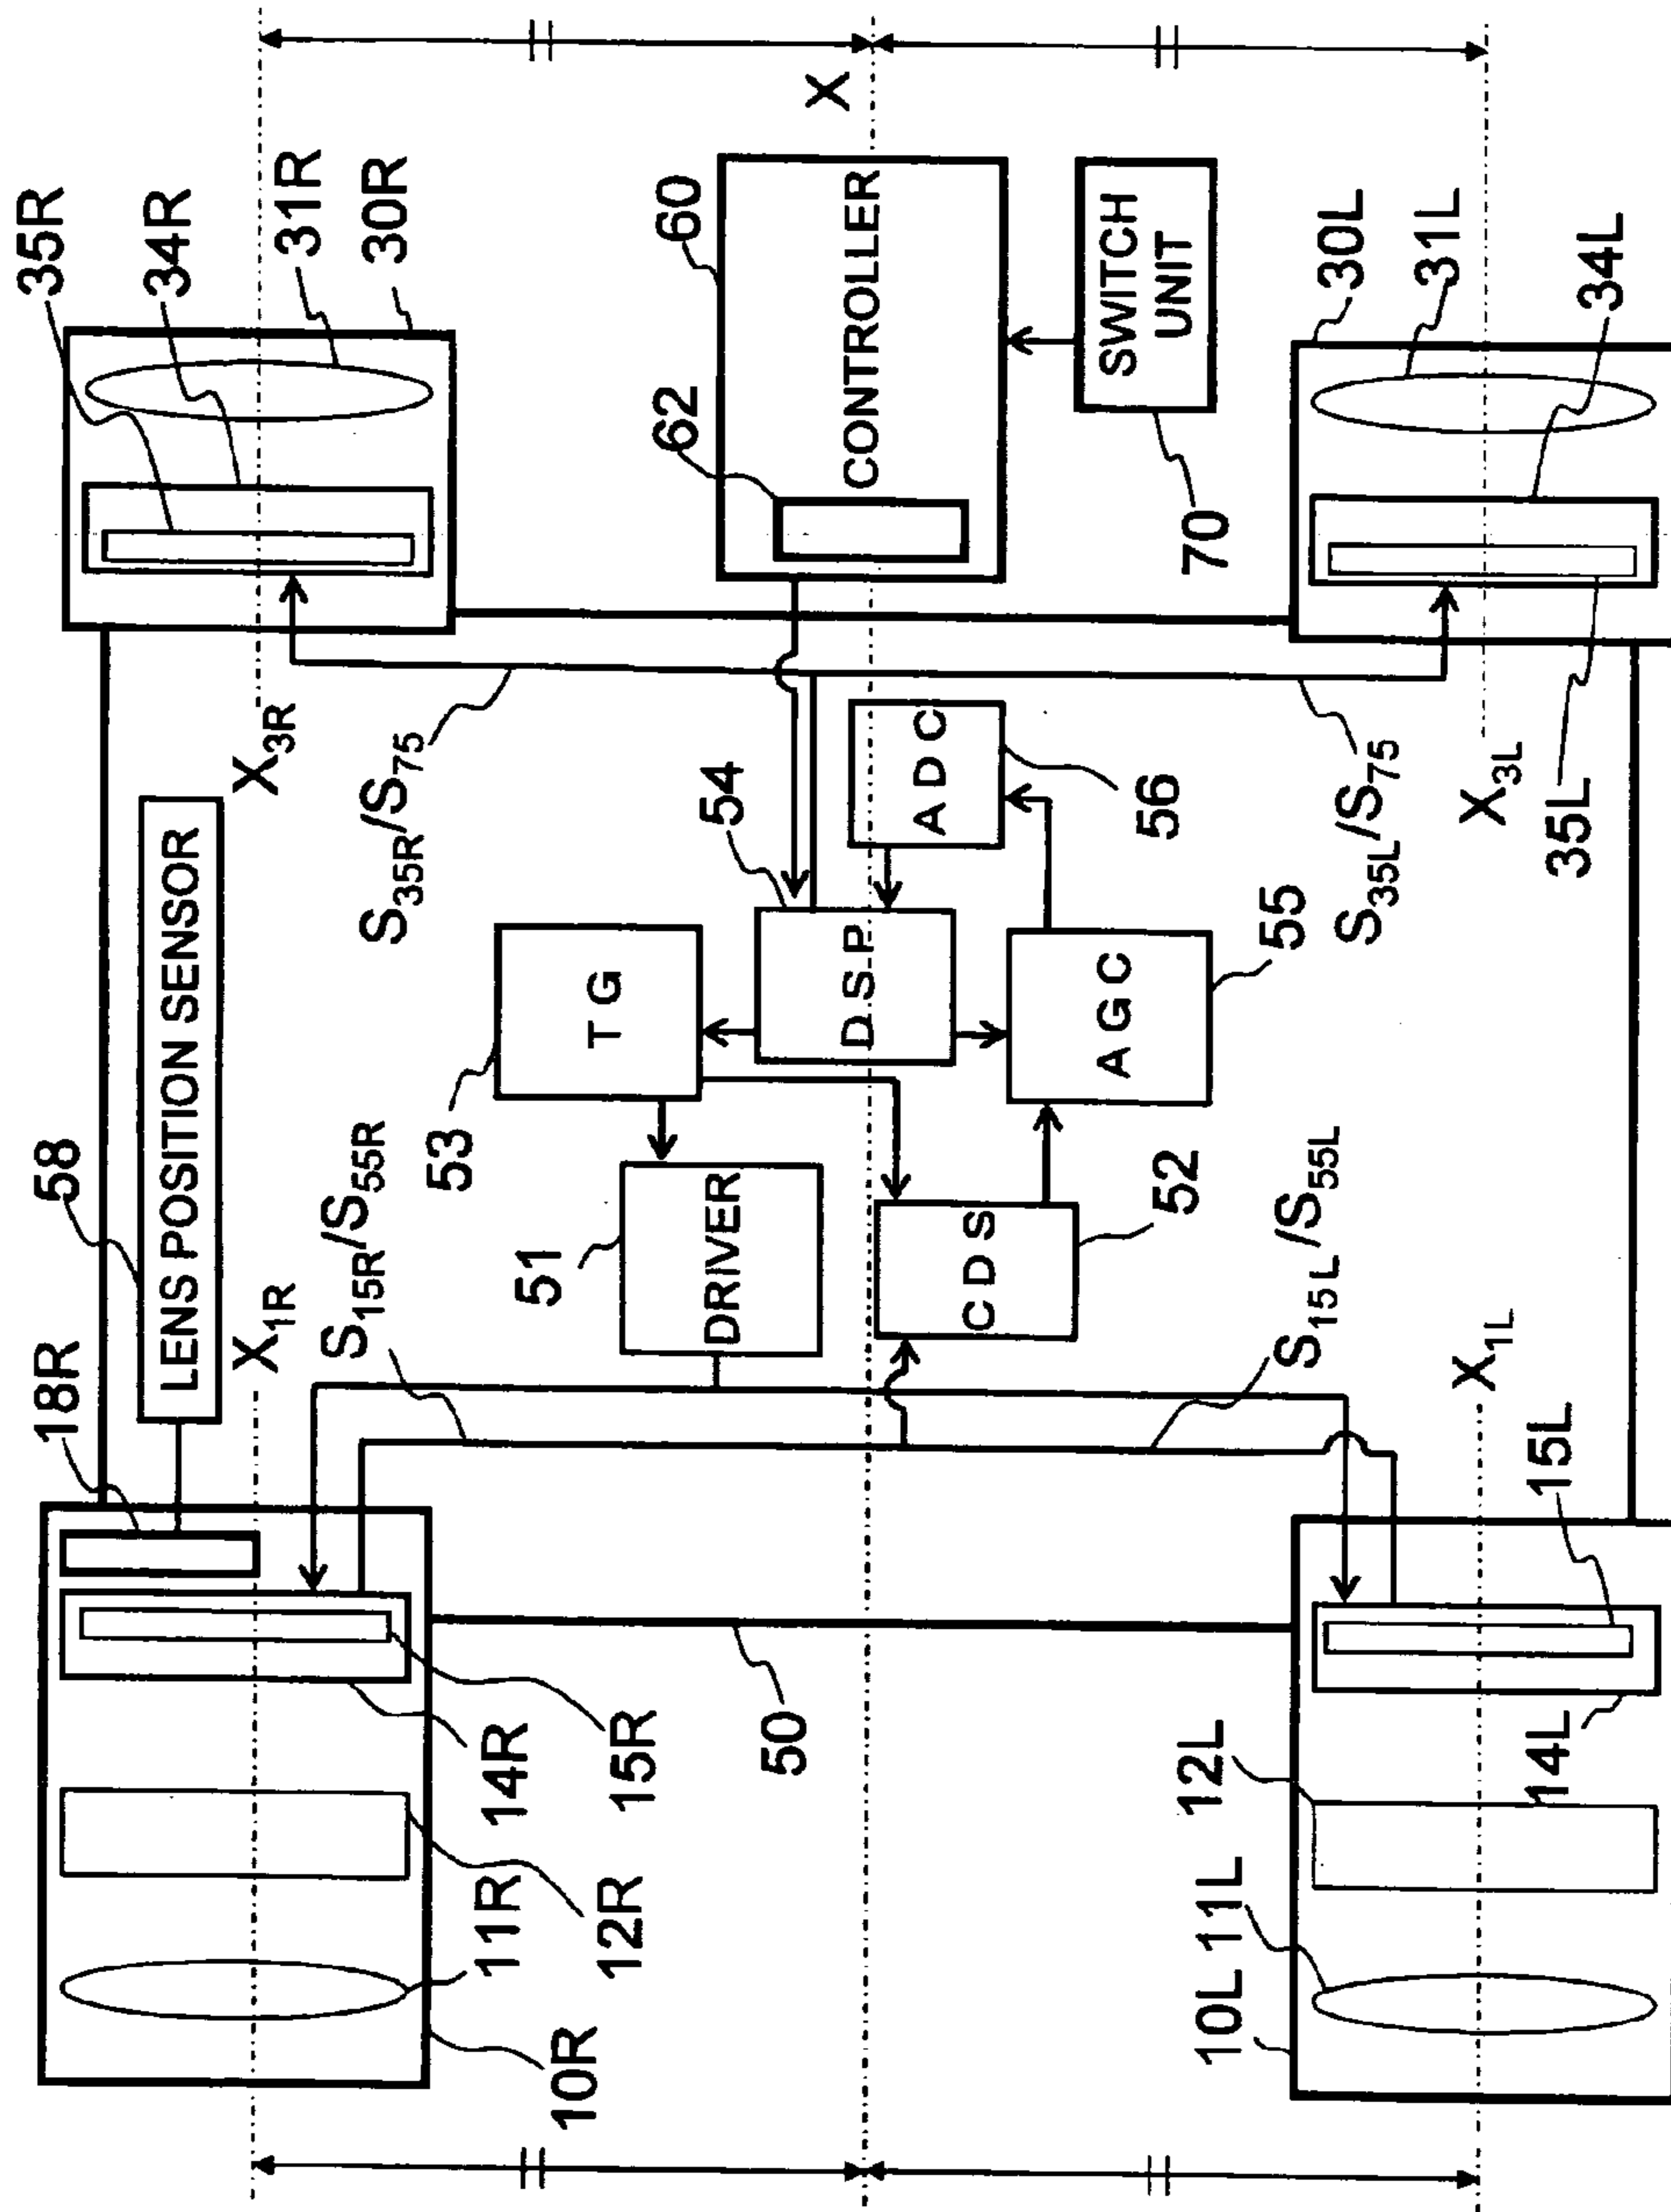 35R
34R
31R
30R
X
60
CONTROLLER
62
SWITCH
UNIT
70
30L
31L
34L
35L
X3R
X3L
S35R/S75
S35L/S75
LENS POSITION SENSOR
58
18R
54
ADC
56
DSP
TG
53
AGC
55
DRIVER
51
CDS
52
X1R
S15R/S55R
S15L/S55L
X1L
15L
14R
15R
50
12L
14L
11R
12R
10R
10L
11L